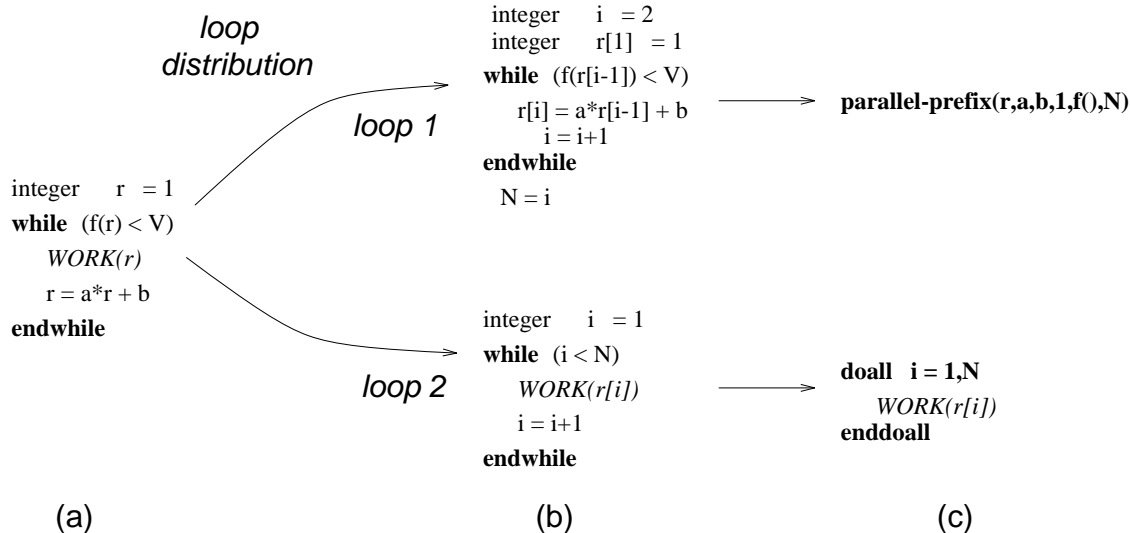 loop
distribution
loop 1
integer r = 1
while (f(r) < V)
WORK(r)
r = a*r + b
endwhile
loop 2
(a)
integer i = 2
integer r[1] = 1
while (f(r[i-1]) < V)
r[i] = a*r[i-1] + b
i = i+1
endwhile
N = i
integer i = 1
while (i < N)
WORK(r[i])
i = i+1
endwhile
(b)
parallel-prefix(r,a,b,1,f(),N)
doall i = 1,N
WORK(r[i])
enddoall
(c)